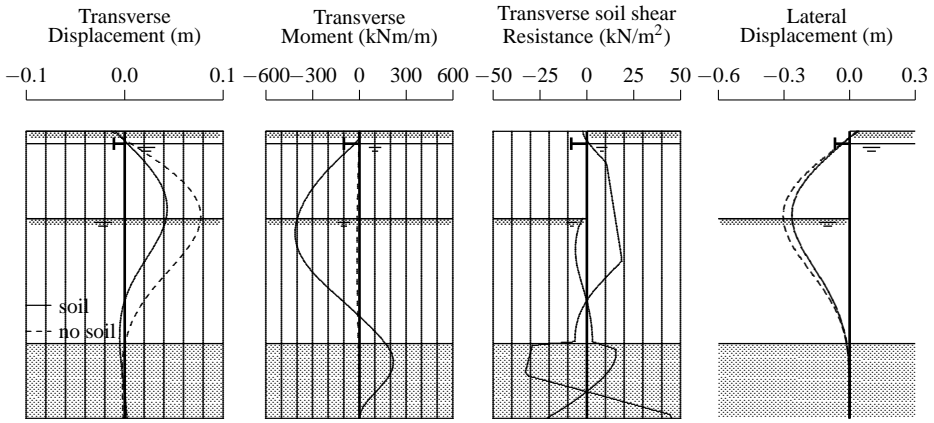 Transverse
Displacement (m)
−0.1 0.0 0.1
Transverse
Moment (kNm/m)
−600−300 0 300 600
Transverse soil shear
Resistance (kN/m²)
−50 −25 0 25 50
Lateral
Displacement (m)
−0.6 −0.3 0.0 0.3
soil
no soil